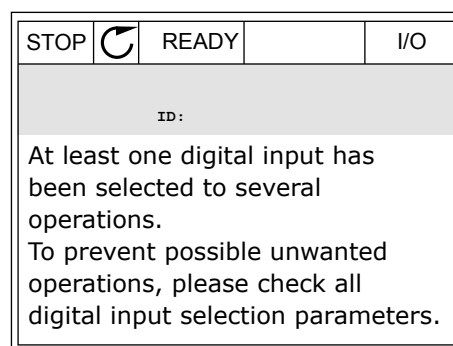 STOP READY I/O
ID:
At least one digital input has
been selected to several
operations.
To prevent possible unwanted
operations, please check all
digital input selection parameters.